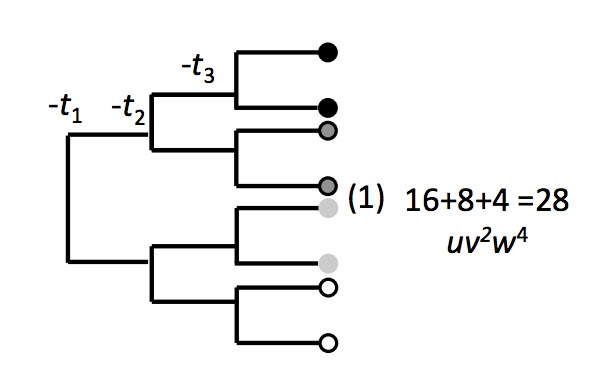 -t₃
-t₁ -t₂
(1) 16+8+4 =28
uv²w⁴